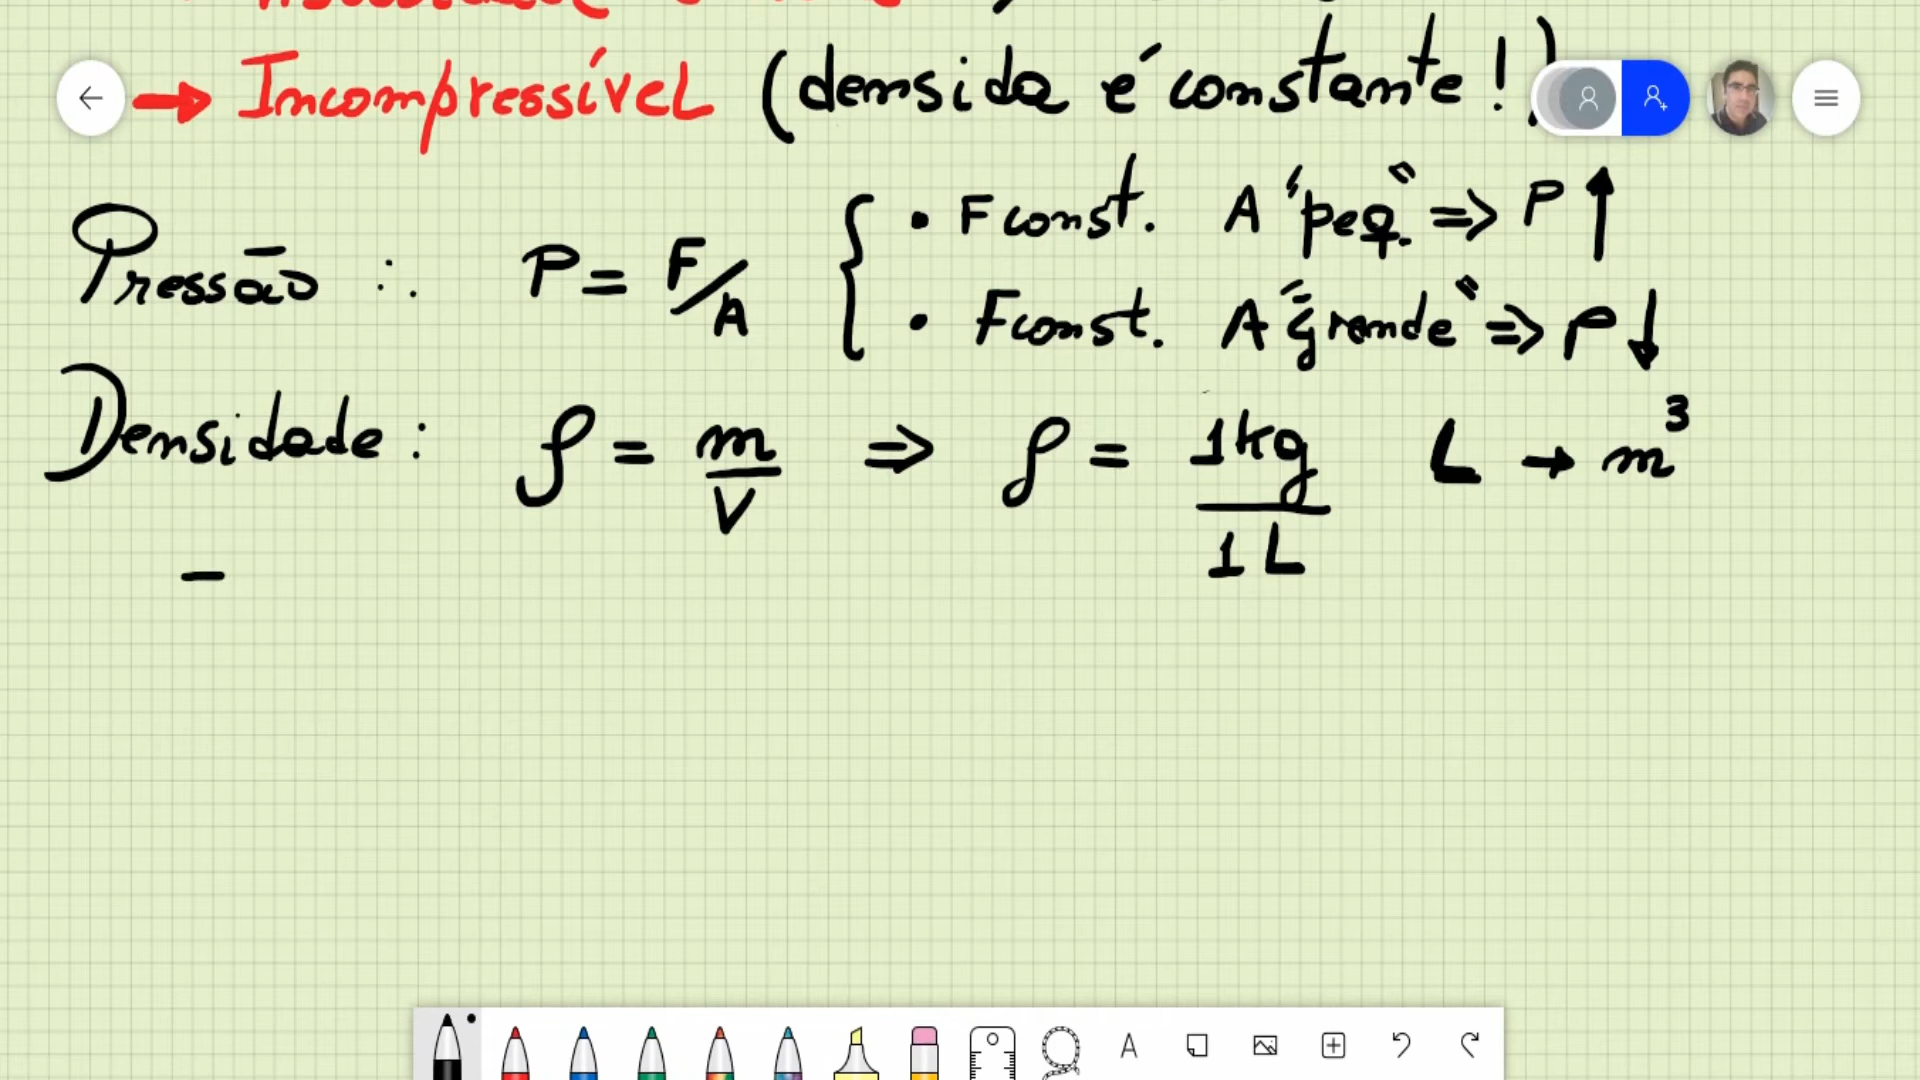 → Incompressível (densida é constante!)
Pressão : P = F/A { • F const. A "peq." => P ↑
• F const. A "grande" => P ↓
Densidade : ρ = m/V => ρ = 1kg/1L L → m³
-
A